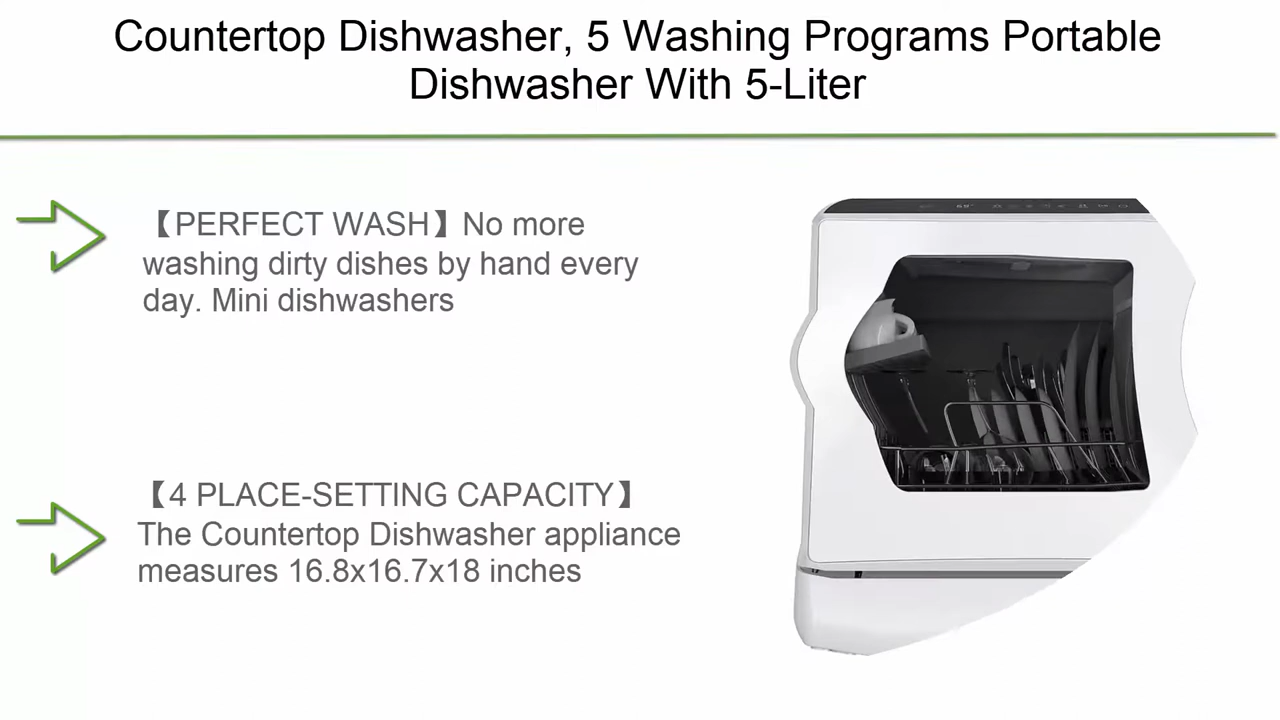 Countertop Dishwasher, 5 Washing Programs Portable
Dishwasher With 5-Liter
【PERFECT WASH】No more
washing dirty dishes by hand every
day. Mini dishwashers
【4 PLACE-SETTING CAPACITY】
The Countertop Dishwasher appliance
measures 16.8x16.7x18 inches